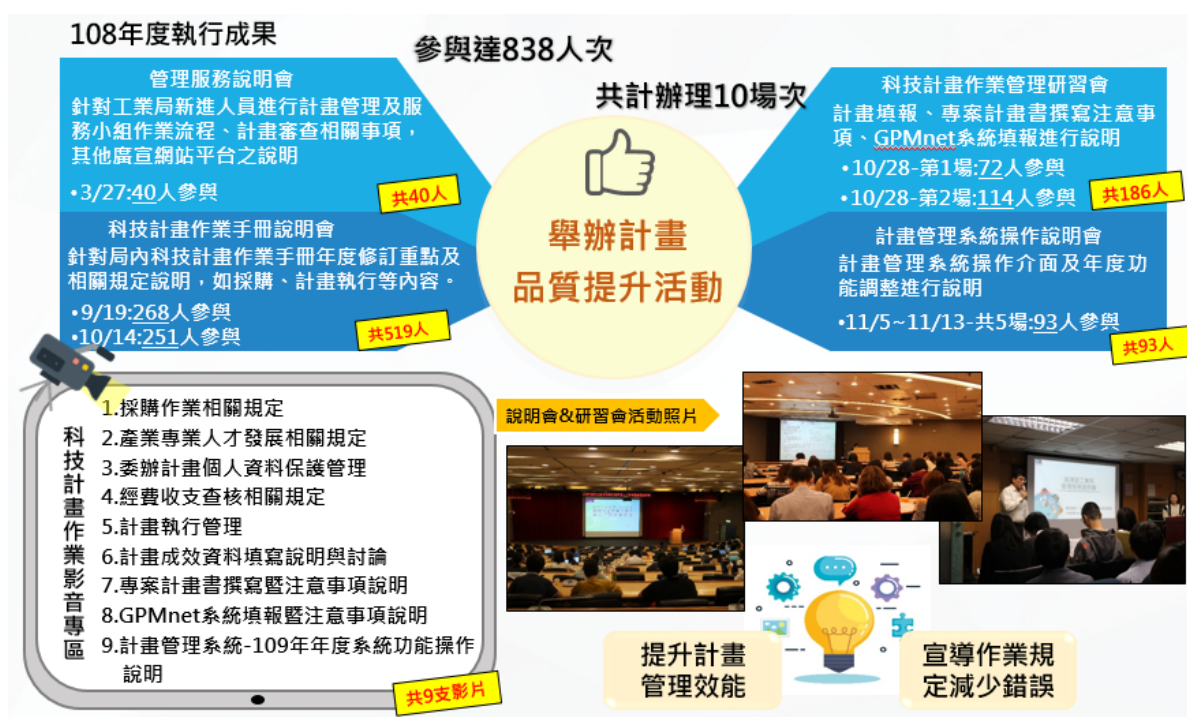 108年度執行成果
參與達838人次
共計辦理10場次
管理服務說明會
針對工業局新進人員進行計畫管理及服
務小組作業流程、計畫審查相關事項，
其他廣宣網站平台之說明
•3/27:40人參與
共40人
科技計畫作業手冊說明會
針對局內科技計畫作業手冊年度修訂重點及
相關規定說明，如採購、計畫執行等內容。
•9/19:268人參與
•10/14:251人參與
共519人
舉辦計畫
品質提升活動
科技計畫作業管理研習會
計畫填報、專案計畫書撰寫注意事
項、GPMnet系統填報進行說明
•10/28-第1場:72人參與
•10/28-第2場:114人參與
共186人
計畫管理系統操作說明會
計畫管理系統操作介面及年度功
能調整進行說明
•11/5~11/13-共5場:93人參與
共93人
科技計畫作業影音專區
1.採購作業相關規定
2.產業專業人才發展相關規定
3.委辦計畫個人資料保護管理
4.經費收支查核相關規定
5.計畫執行管理
6.計畫成效資料填寫說明與討論
7.專案計畫書撰寫暨注意事項說明
8.GPMnet系統填報暨注意事項說明
9.計畫管理系統-109年年度系統功能操作
說明
共9支影片
說明會&研習會活動照片
提升計畫
管理效能
宣導作業規
定減少錯誤